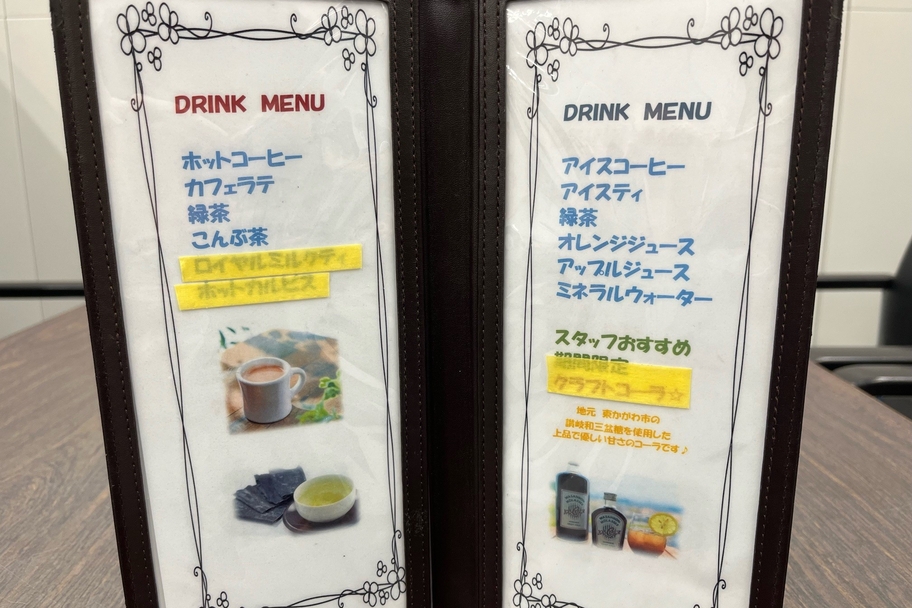 DRINK MENU
ホットコーヒー
カフェラテ
緑茶
こんぶ茶
ロイヤルミルクティ
ホットカルピス
DRINK MENU
アイスコーヒー
アイスティ
緑茶
オレンジジュース
アップルジュース
ミネラルウォーター
スタッフおすすめ
期間限定
クラフトコーラ☆
地元 東かがわ市の
讃岐和三盆糖を使用した
上品で優しい甘さのコーラです♪